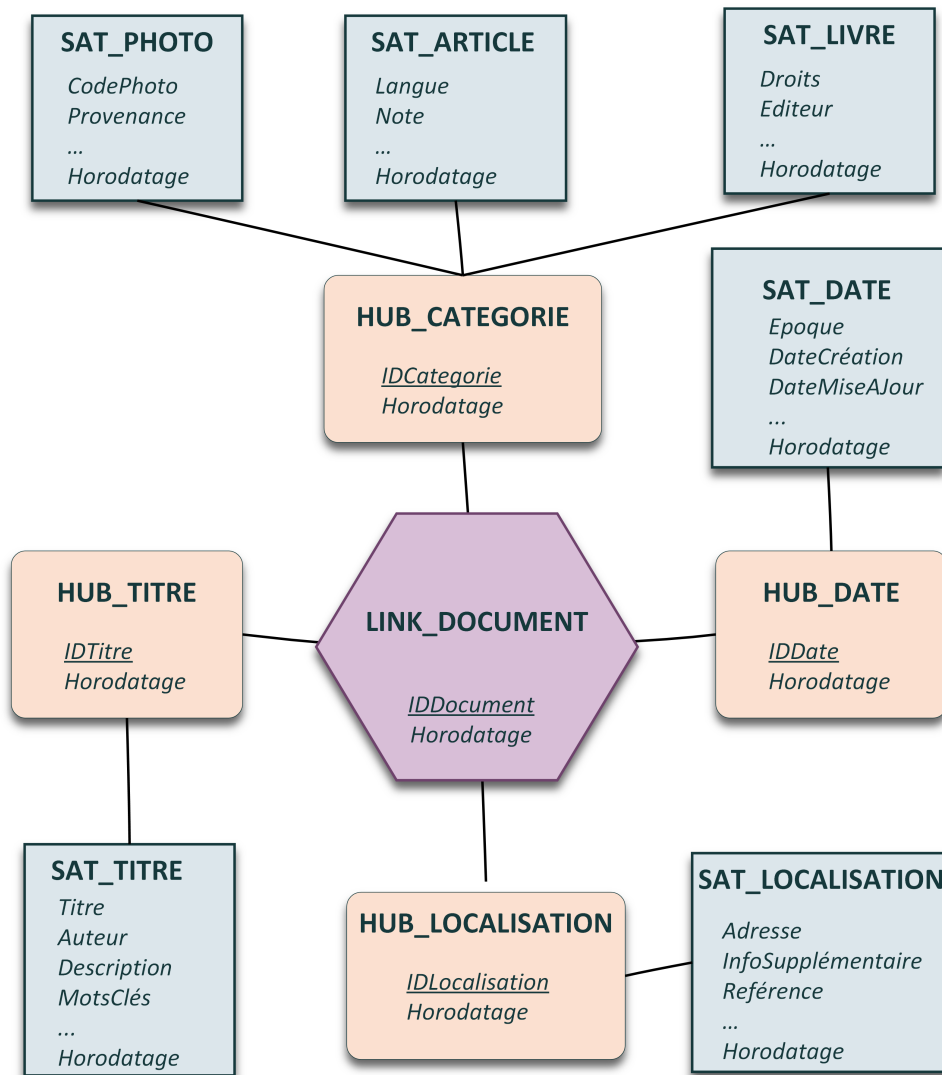 SAT_PHOTO
CodePhoto
Provenance
...
Horodatage
SAT_ARTICLE
Langue
Note
...
Horodatage
SAT_LIVRE
Droits
Editeur
...
Horodatage
HUB_CATEGORIE
IDCategorie
Horodatage
SAT_DATE
Epoque
DateCréation
DateMiseAJour
...
Horodatage
HUB_TITRE
IDTitre
Horodatage
LINK_DOCUMENT
IDDocument
Horodatage
HUB_DATE
IDDate
Horodatage
SAT_TITRE
Titre
Auteur
Description
MotsClés
...
Horodatage
HUB_LOCALISATION
IDLocalisation
Horodatage
SAT_LOCALISATION
Adresse
InfoSupplémentaire
Reférence
...
Horodatage